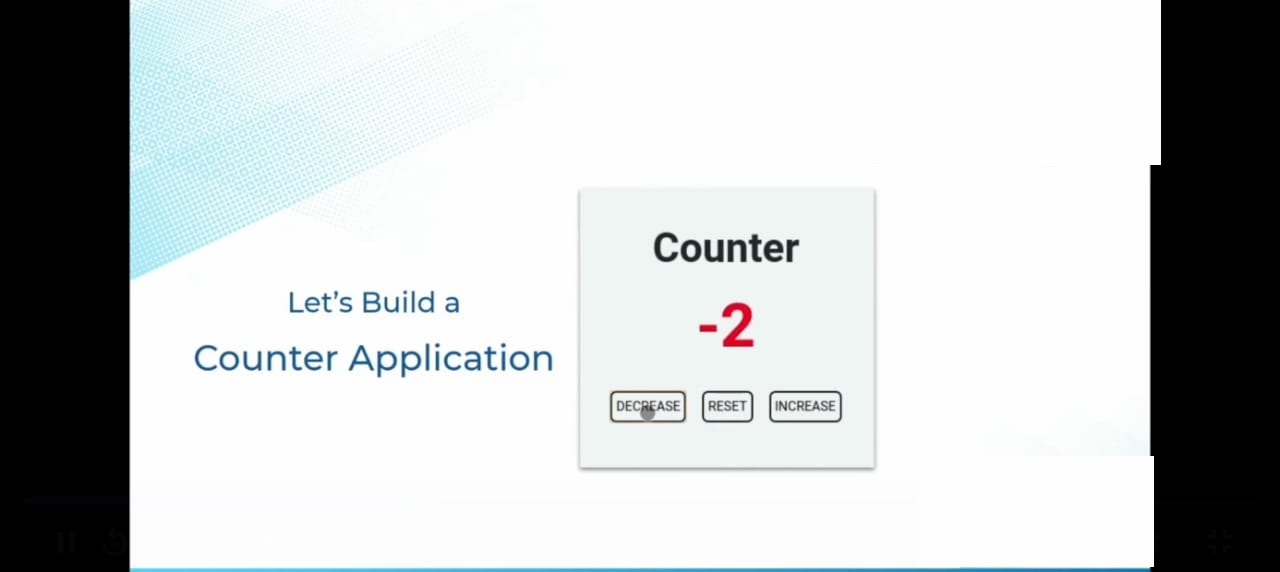 Let’s Build a
Counter Application
Counter
-2
DECREASE RESET INCREASE